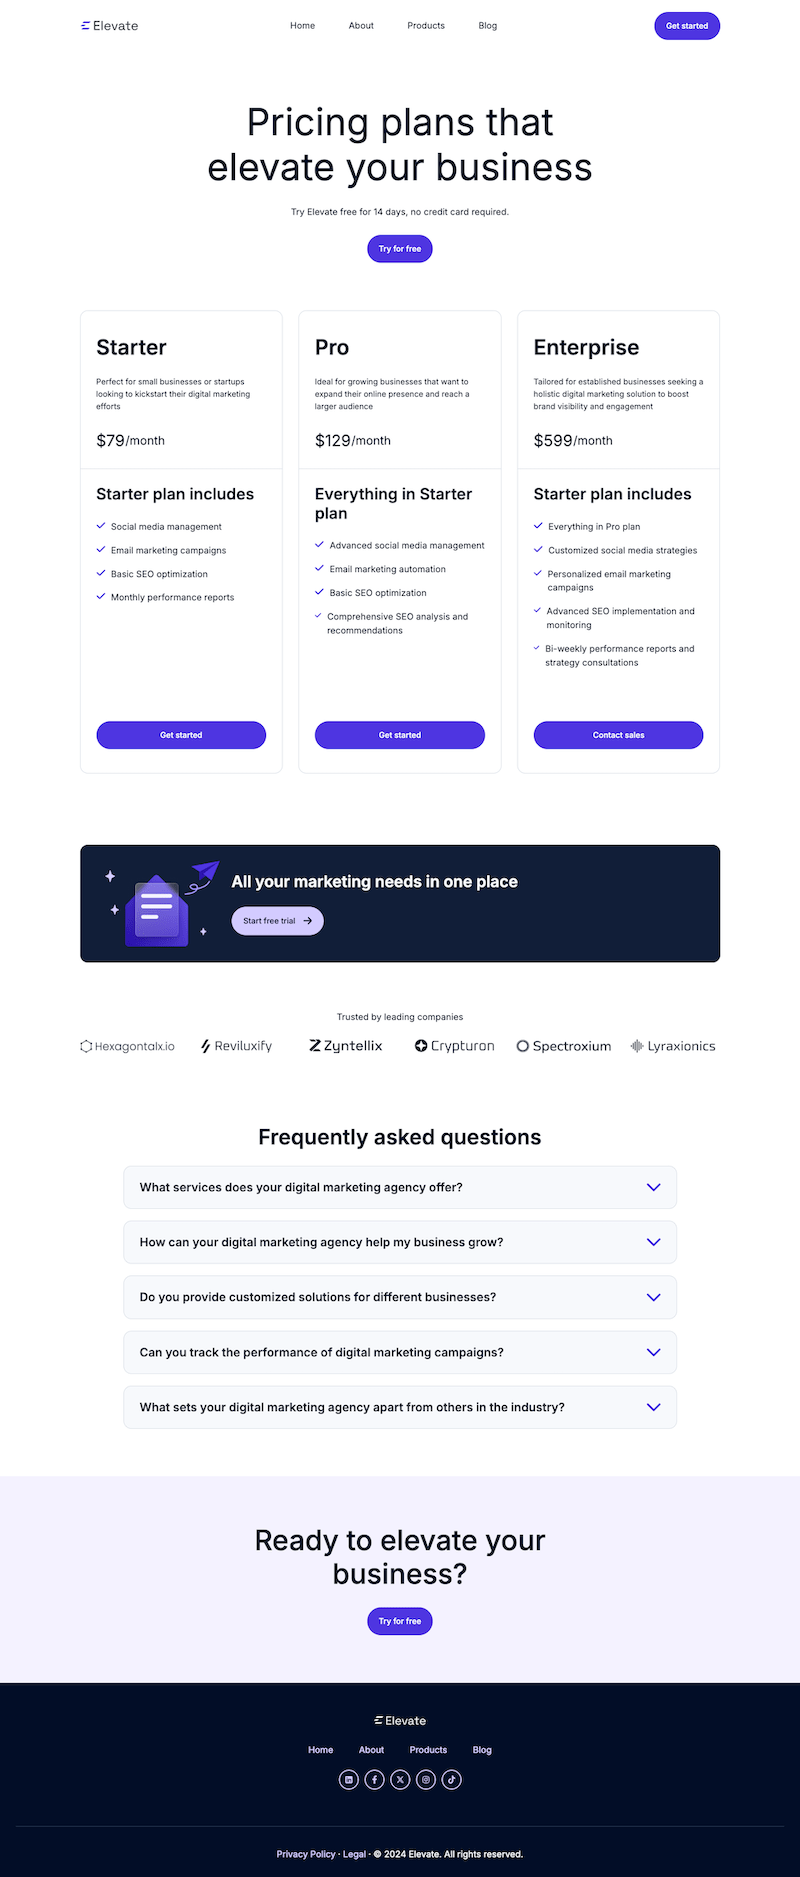 Elevate
Home About Products Blog
Get started
Pricing plans that
elevate your business
Try Elevate free for 14 days, no credit card required.
Try for free
Starter
Perfect for small businesses or startups
looking to kickstart their digital marketing
efforts
$79/month
Starter plan includes
Social media management
Email marketing campaigns
Basic SEO optimization
Monthly performance reports
Get started
Pro
Ideal for growing businesses that want to
expand their online presence and reach a
larger audience
$129/month
Everything in Starter
plan
Advanced social media management
Email marketing automation
Basic SEO optimization
Comprehensive SEO analysis and
recommendations
Get started
Enterprise
Tailored for established businesses seeking a
holistic digital marketing solution to boost
brand visibility and engagement
$599/month
Starter plan includes
Everything in Pro plan
Customized social media strategies
Personalized email marketing
campaigns
Advanced SEO implementation and
monitoring
Bi-weekly performance reports and
strategy consultations
Contact sales
All your marketing needs in one place
Start free trial
Trusted by leading companies
Hexagontalx.io Reviluxify Zyntellix Crypturon Spectroxium Lyraxionics
Frequently asked questions
What services does your digital marketing agency offer?
How can your digital marketing agency help my business grow?
Do you provide customized solutions for different businesses?
Can you track the performance of digital marketing campaigns?
What sets your digital marketing agency apart from others in the industry?
Ready to elevate your
business?
Try for free
Elevate
Home About Products Blog
Privacy Policy · Legal · © 2024 Elevate. All rights reserved.